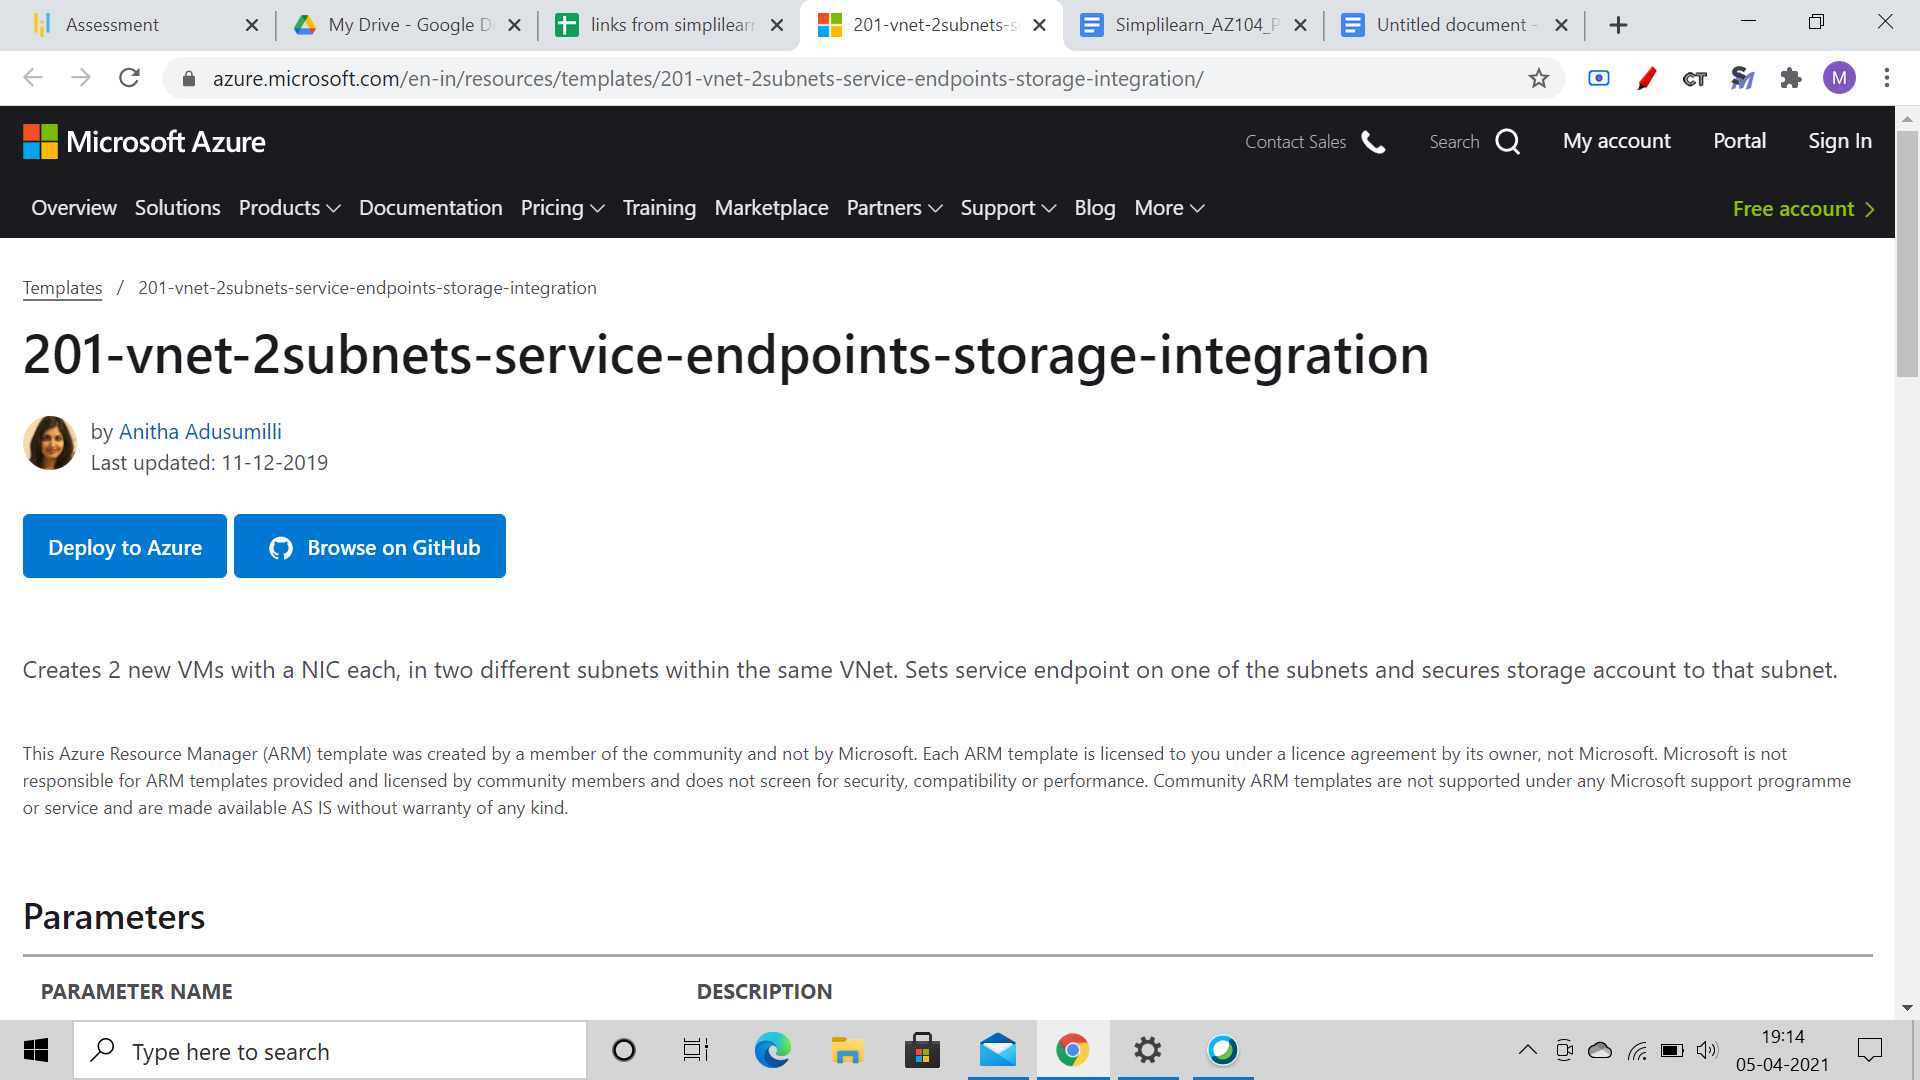 Assessment
My Drive - Google D
links from simplilearn
201-vnet-2subnets-s
Simplilearn_AZ104_P
Untitled document -
azure.microsoft.com/en-in/resources/templates/201-vnet-2subnets-service-endpoints-storage-integration/
CT
M
Microsoft Azure
Contact Sales
Search
My account
Portal
Sign In
Overview Solutions Products Documentation Pricing Training Marketplace Partners Support Blog More
Free account
Templates / 201-vnet-2subnets-service-endpoints-storage-integration
201-vnet-2subnets-service-endpoints-storage-integration
by Anitha Adusumilli
Last updated: 11-12-2019
Deploy to Azure
Browse on GitHub
Creates 2 new VMs with a NIC each, in two different subnets within the same VNet. Sets service endpoint on one of the subnets and secures storage account to that subnet.
This Azure Resource Manager (ARM) template was created by a member of the community and not by Microsoft. Each ARM template is licensed to you under a licence agreement by its owner, not Microsoft. Microsoft is not
responsible for ARM templates provided and licensed by community members and does not screen for security, compatibility or performance. Community ARM templates are not supported under any Microsoft support programme
or service and are made available AS IS without warranty of any kind.
Parameters
PARAMETER NAME
DESCRIPTION
Type here to search
19:14
05-04-2021